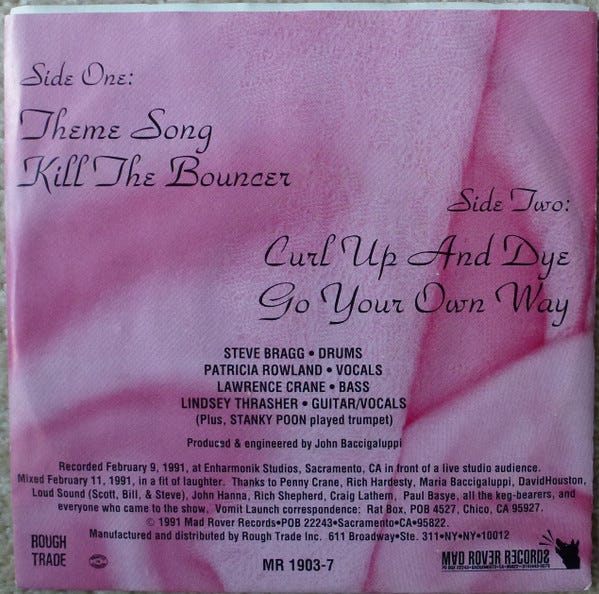 Side One:
Theme Song
Kill The Bouncer
Side Two:
Curl Up And Dye
Go Your Own Way
STEVE BRAGG • DRUMS
PATRICIA ROWLAND • VOCALS
LAWRENCE CRANE • BASS
LINDSEY THRASHER • GUITAR/VOCALS
(Plus, STANKY POON played trumpet)
Produced & engineered by John Baccigaluppi
Recorded February 9, 1991, at Enharmonik Studios, Sacramento, CA in front of a live studio audience.
Mixed February 11, 1991, in a fit of laughter. Thanks to Penny Crane, Rich Hardesty, Maria Baccigaluppi, DavidHouston,
Loud Sound (Scott, Bill, & Steve), John Hanna, Rich Shepherd, Craig Lathem, Paul Basye, all the keg-bearers, and
everyone who came to the show. Vomit Launch correspondence: Rat Box, POB 4527, Chico, CA 95927.
© 1991 Mad Rover Records•POB 22243•Sacramento•CA•95822.
Manufactured and distributed by Rough Trade Inc. 611 Broadway•Ste. 311•NY•NY•10012
ROUGH
TRADE
MR 1903-7
MAD ROVER RECORDS